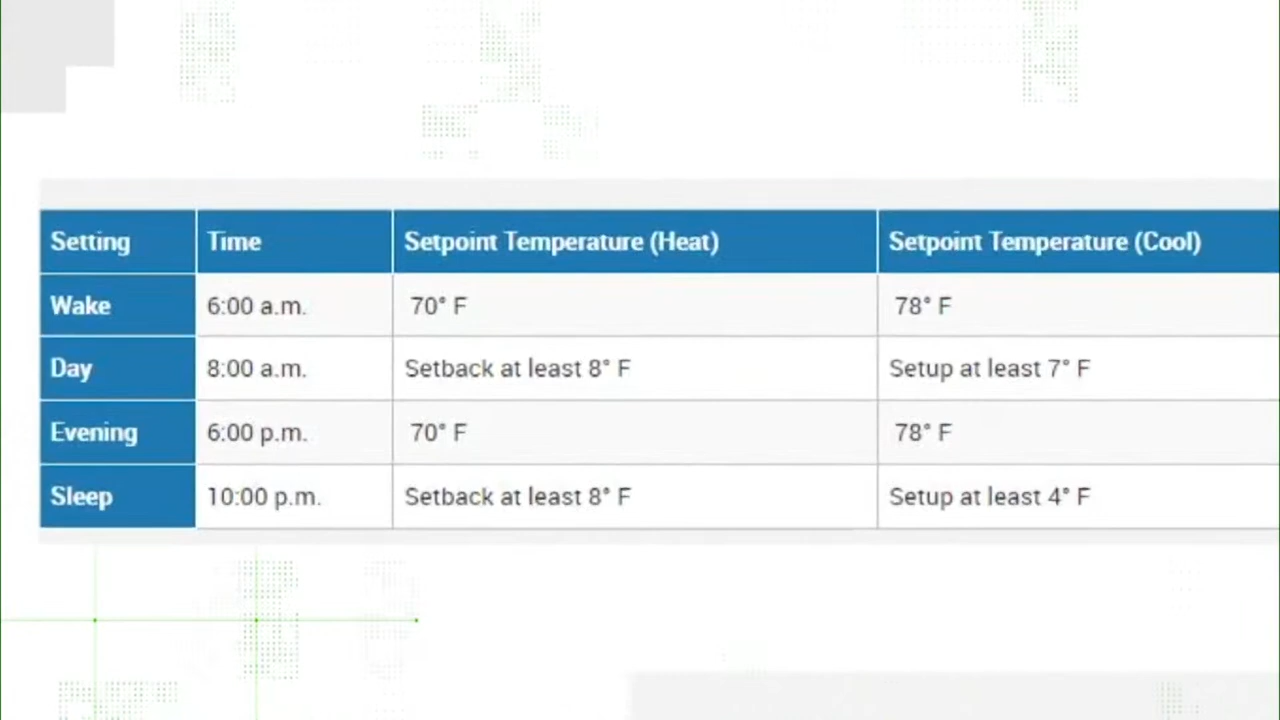 Setting Time Setpoint Temperature (Heat) Setpoint Temperature (Cool)
Wake 6:00 a.m. 70° F 78° F
Day 8:00 a.m. Setback at least 8° F Setup at least 7° F
Evening 6:00 p.m. 70° F 78° F
Sleep 10:00 p.m. Setback at least 8° F Setup at least 4° F